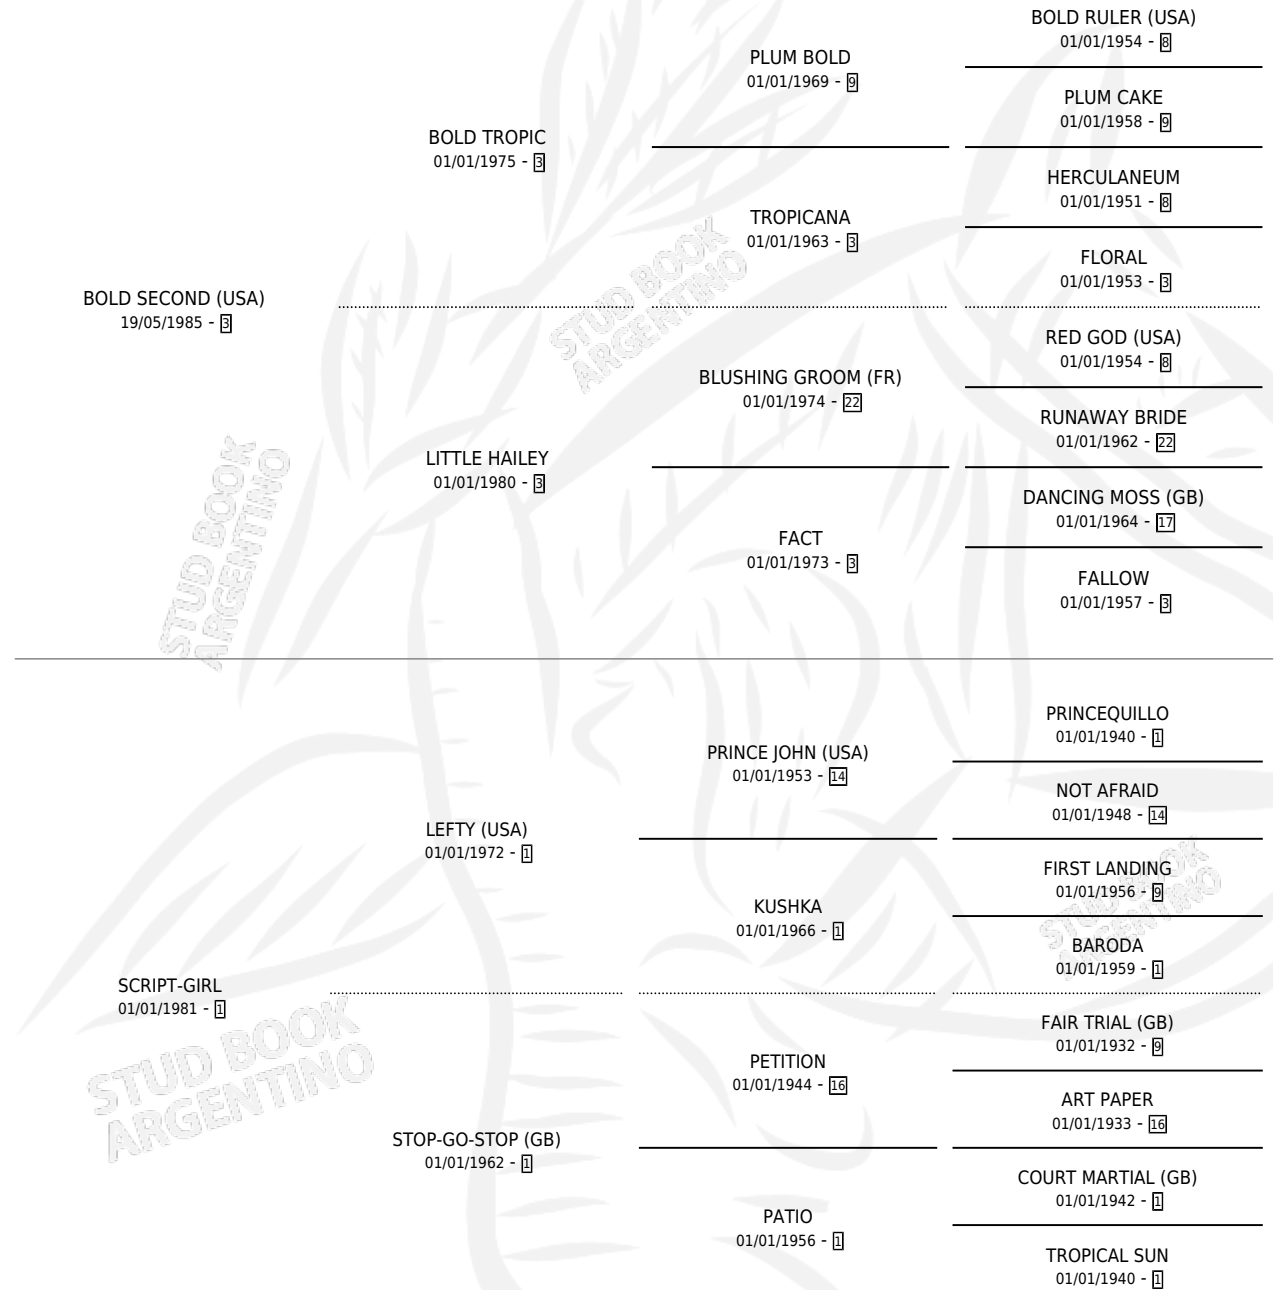 BOLD RULER (USA)
01/01/1954 - 8
PLUM BOLD
01/01/1969 - 9
PLUM CAKE
01/01/1958 - 9
BOLD TROPIC
01/01/1975 - 3
HERCULANEUM
01/01/1951 - 8
TROPICANA
01/01/1963 - 3
FLORAL
01/01/1953 - 3
BOLD SECOND (USA)
19/05/1985 - 3
STUD BOOK
ARGENTINO
RED GOD (USA)
01/01/1954 - 8
BLUSHING GROOM (FR)
01/01/1974 - 22
RUNAWAY BRIDE
01/01/1962 - 22
LITTLE HAILEY
01/01/1980 - 3
DANCING MOSS (GB)
01/01/1964 - 17
FACT
01/01/1973 - 3
FALLOW
01/01/1957 - 3
STUD BOOK
ARGENTINO
PRINCEQUILLO
01/01/1940 - 1
PRINCE JOHN (USA)
01/01/1953 - 14
NOT AFRAID
01/01/1948 - 14
LEFTY (USA)
01/01/1972 - 1
FIRST LANDING
01/01/1956 - 9
KUSHKA
01/01/1966 - 1
BARODA
01/01/1959 - 1
STUD BOOK
ARGENTINO
SCRIPT-GIRL
01/01/1981 - 1
FAIR TRIAL (GB)
01/01/1932 - 9
PETITION
01/01/1944 - 16
ART PAPER
01/01/1933 - 16
STUD BOOK
ARGENTINO
STOP-GO-STOP (GB)
01/01/1962 - 1
COURT MARTIAL (GB)
01/01/1942 - 1
PATIO
01/01/1956 - 1
TROPICAL SUN
01/01/1940 - 1